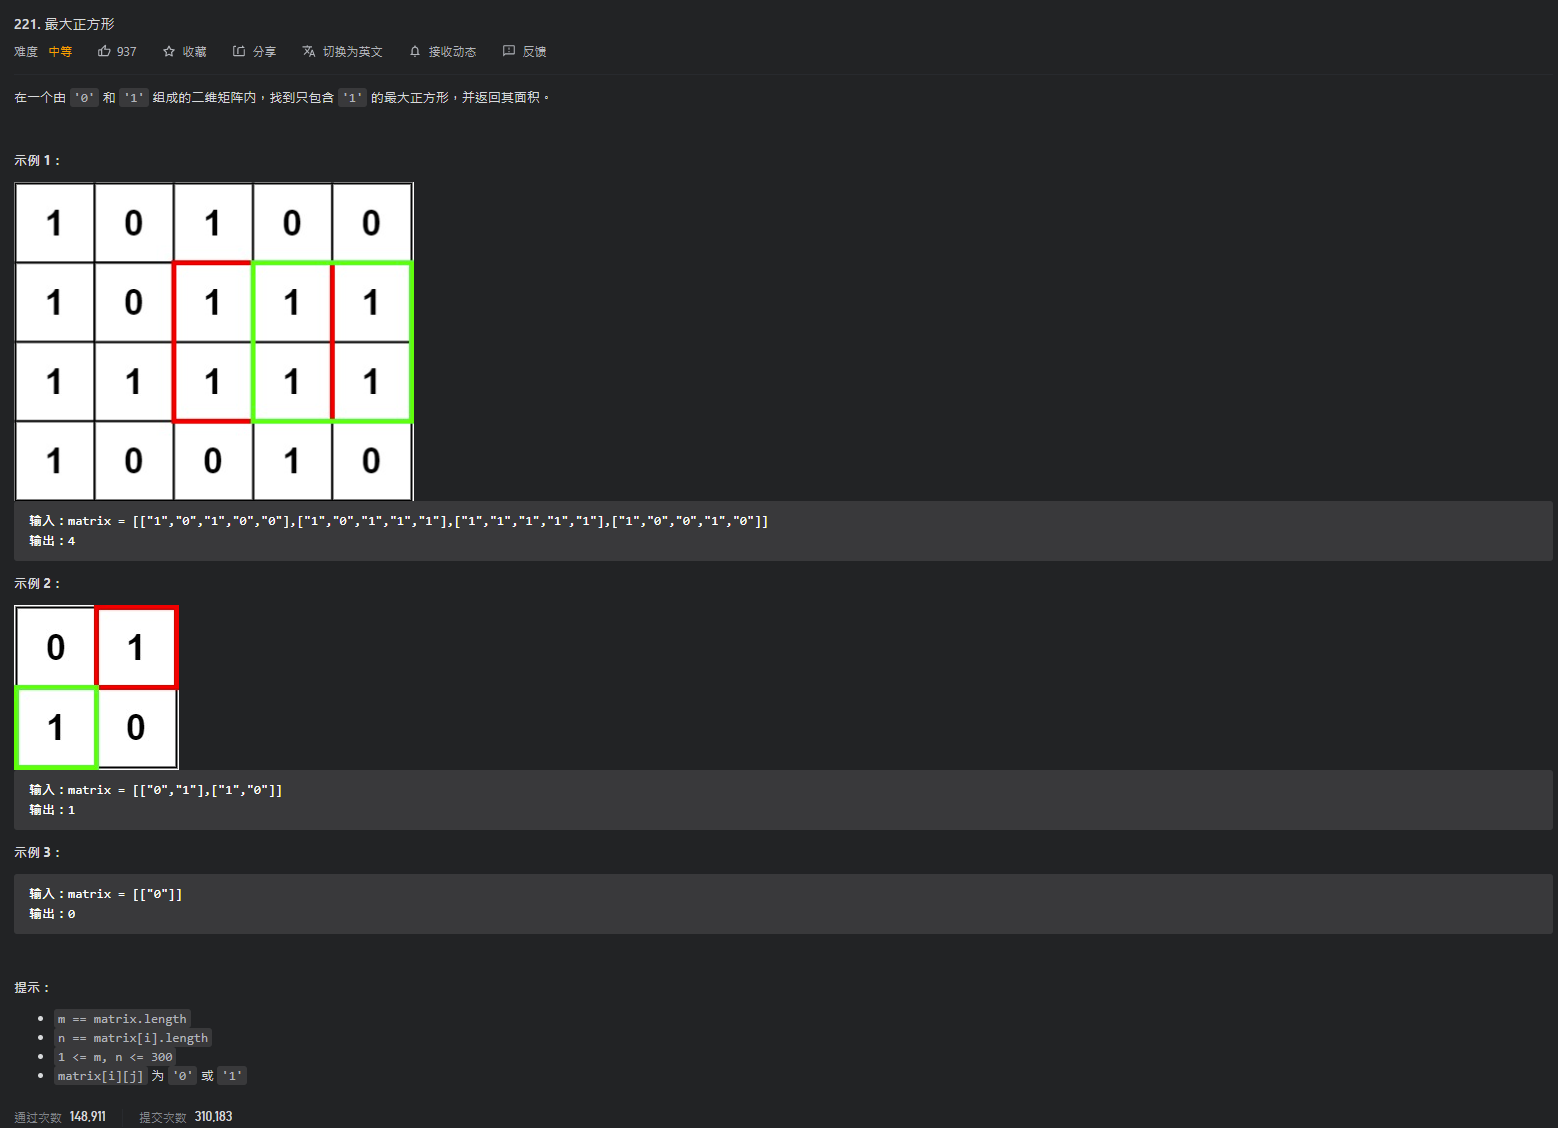 221. 最大正方形
难度 中等 937 收藏 分享 切换为英文 接收动态 反馈
在一个由 '0' 和 '1' 组成的二维矩阵内，找到只包含 '1' 的最大正方形，并返回其面积。
示例 1：
1 0 1 0 0
1 0 1 1 1
1 1 1 1 1
1 0 0 1 0
输入：matrix = [["1","0","1","0","0"],["1","0","1","1","1"],["1","1","1","1","1"],["1","0","0","1","0"]]
输出：4
示例 2：
0 1
1 0
输入：matrix = [["0","1"],["1","0"]]
输出：1
示例 3：
输入：matrix = [["0"]]
输出：0
提示：
m == matrix.length
n == matrix[i].length
1 <= m, n <= 300
matrix[i][j] 为 '0' 或 '1'
通过次数 148,911 提交次数 310,183